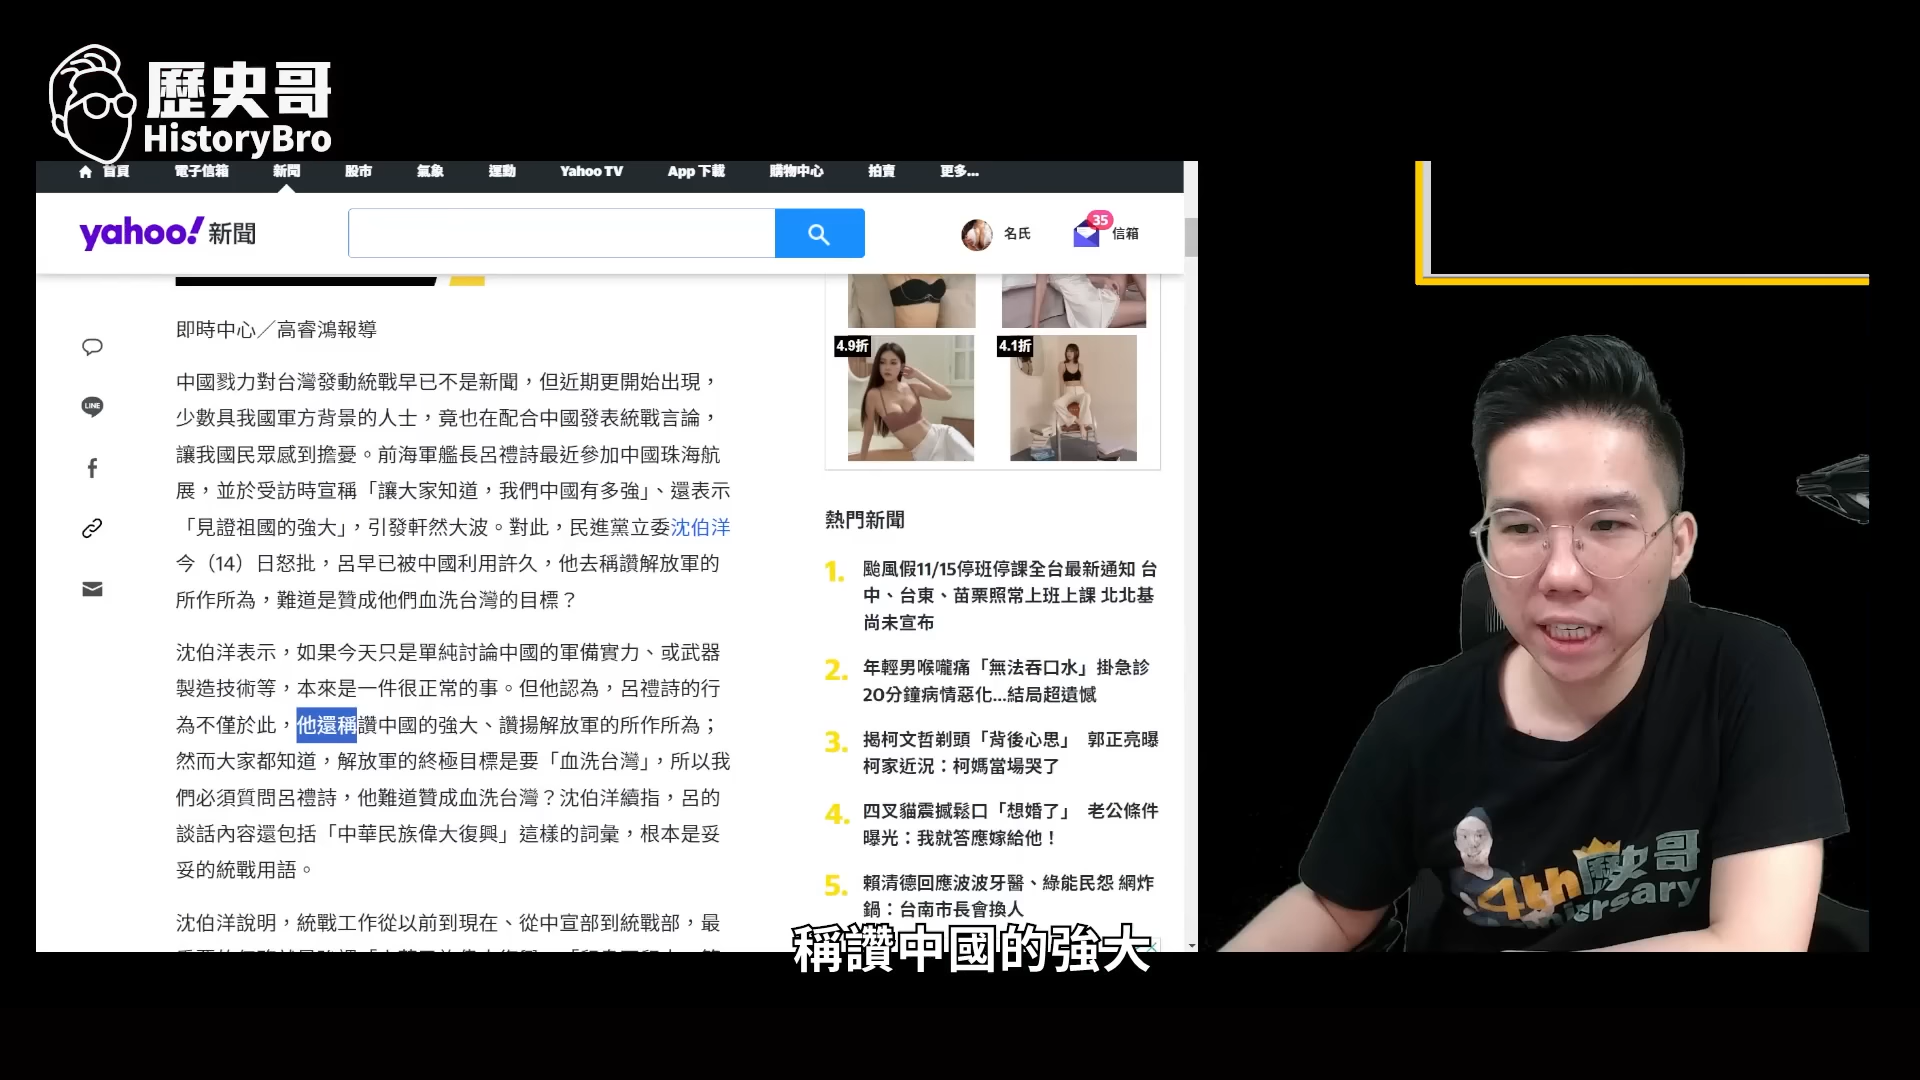 歷史哥
HistoryBro
首頁 電子信箱 新聞 股市 氣象 運動 Yahoo TV App 下載 購物中心 拍賣 更多...
yahoo!新聞
名氏
35
信箱
即時中心／高睿鴻報導
中國戮力對台灣發動統戰早已不是新聞，但近期更開始出現，
少數具我國軍方背景的人士，竟也在配合中國發表統戰言論，
讓我國民眾感到擔憂。前海軍艦長呂禮詩最近參加中國珠海航
展，並於受訪時宣稱「讓大家知道，我們中國有多強」、還表示
「見證祖國的強大」，引發軒然大波。對此，民進黨立委沈伯洋
今（14）日怒批，呂早已被中國利用許久，他去稱讚解放軍的
所作所為，難道是贊成他們血洗台灣的目標？
沈伯洋表示，如果今天只是單純討論中國的軍備實力、或武器
製造技術等，本來是一件很正常的事。但他認為，呂禮詩的行
為不僅於此，他還稱讚中國的強大、讚揚解放軍的所作所為；
然而大家都知道，解放軍的終極目標是要「血洗台灣」，所以我
們必須質問呂禮詩，他難道贊成血洗台灣？沈伯洋續指，呂的
談話內容還包括「中華民族偉大復興」這樣的詞彙，根本是妥
妥的統戰用語。
沈伯洋說明，統戰工作從以前到現在、從中宣部到統戰部，最
LINE
4.9折
4.1折
熱門新聞
1. 颱風假11/15停班停課全台最新通知 台
中、台東、苗栗照常上班上課 北北基
尚未宣布
2. 年輕男喉嚨痛「無法吞口水」掛急診
20分鐘病情惡化...結局超遺憾
3. 揭柯文哲剃頭「背後心思」 郭正亮曝
柯家近況：柯媽當場哭了
4. 四叉貓震撼鬆口「想婚了」 老公條件
曝光：我就答應嫁給他！
5. 賴清德回應波波牙醫、綠能民怨 網炸
鍋：台南市長會換人
稱讚中國的強大
4th 歷史哥